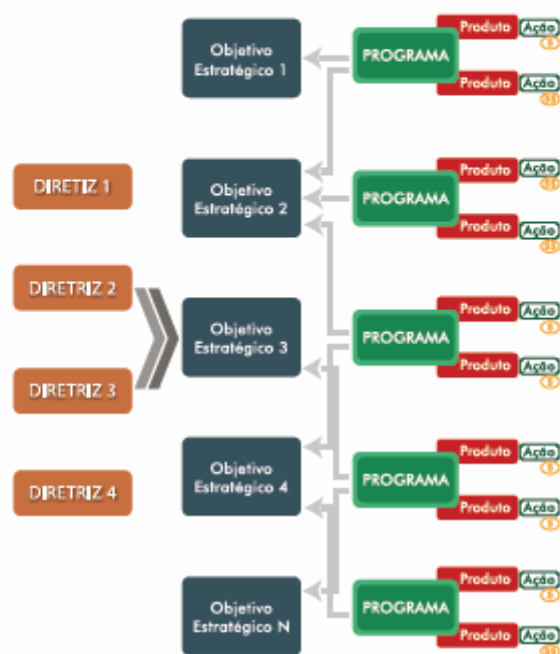 Objetivo
Estratégico 1
PROGRAMA
Produto
Ação
Produto
Ação
DIRETIZ 1
Objetivo
Estratégico 2
PROGRAMA
Produto
Ação
Produto
Ação
DIRETRIZ 2
DIRETRIZ 3
Objetivo
Estratégico 3
PROGRAMA
Produto
Ação
Produto
Ação
DIRETRIZ 4
Objetivo
Estratégico 4
PROGRAMA
Produto
Ação
Produto
Ação
Objetivo
Estratégico N
PROGRAMA
Produto
Ação
Produto
Ação